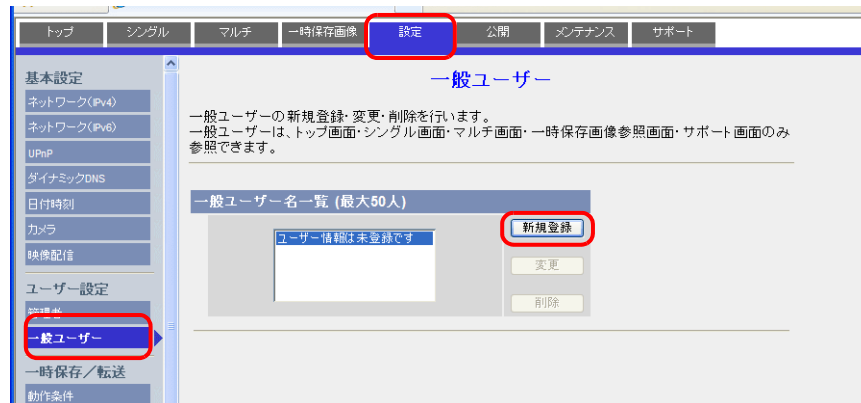 トップ シングル マルチ 一時保存画像 設定 公開 メンテナンス サポート
基本設定
ネットワーク(IPv4)
ネットワーク(IPv6)
UPnP
ダイナミックDNS
日付時刻
カメラ
映像配信
ユーザー設定
管理者
一般ユーザー
一時保存／転送
動作条件
一般ユーザー
一般ユーザーの新規登録・変更・削除を行います。
一般ユーザーは、トップ画面・シングル画面・マルチ画面・一時保存画像参照画面・サポート画面のみ
参照できます。
一般ユーザー名一覧 (最大50人)
ユーザー情報は未登録です
新規登録
変更
削除